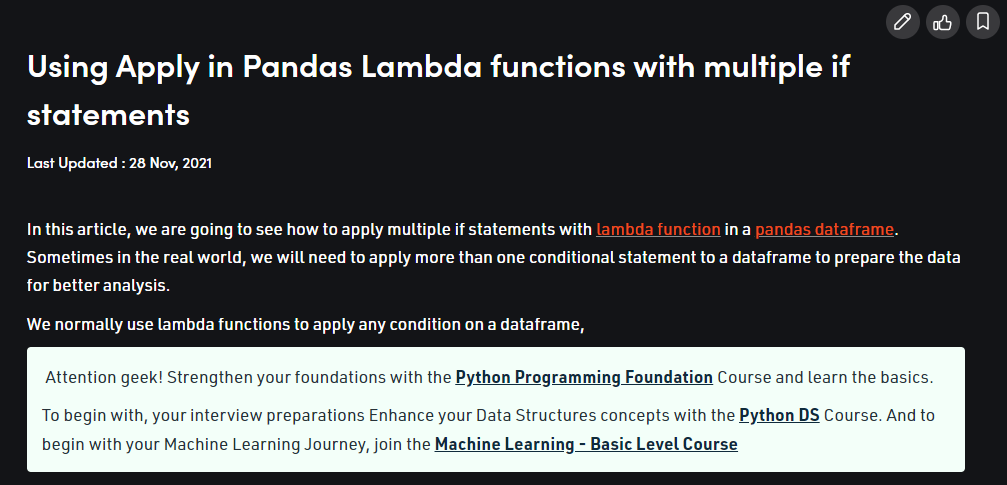 Using Apply in Pandas Lambda functions with multiple if
statements
Last Updated : 28 Nov, 2021
In this article, we are going to see how to apply multiple if statements with lambda function in a pandas dataframe.
Sometimes in the real world, we will need to apply more than one conditional statement to a dataframe to prepare the data
for better analysis.
We normally use lambda functions to apply any condition on a dataframe,
Attention geek! Strengthen your foundations with the Python Programming Foundation Course and learn the basics.
To begin with, your interview preparations Enhance your Data Structures concepts with the Python DS Course. And to
begin with your Machine Learning Journey, join the Machine Learning - Basic Level Course